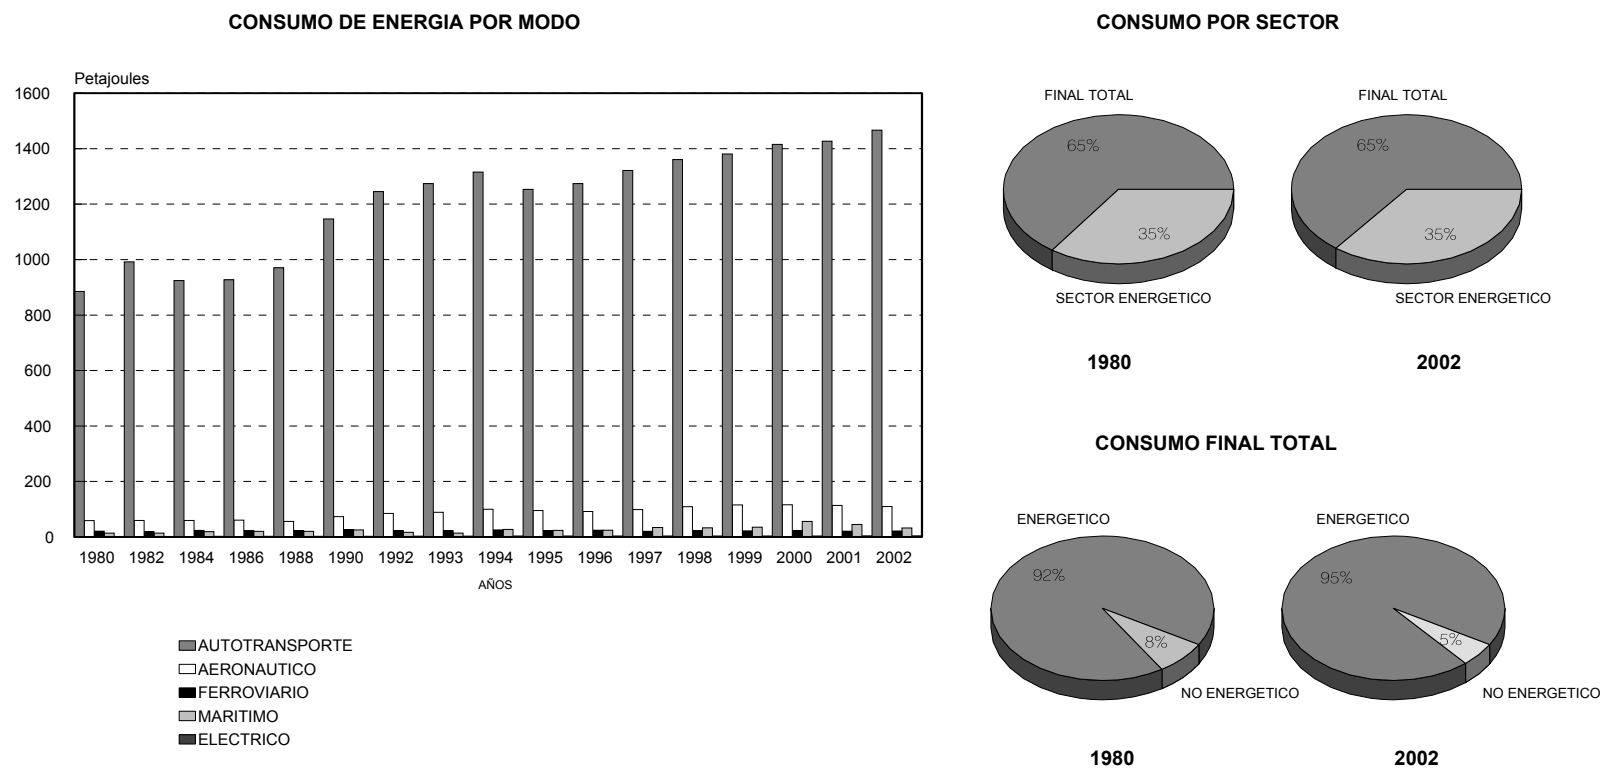 CONSUMO DE ENERGIA POR MODO
Petajoules
1600
1400
1200
1000
800
600
400
200
0
1980 1982 1984 1986 1988 1990 1992 1993 1994 1995 1996 1997 1998 1999 2000 2001 2002
AÑOS
AUTOTRANSPORTE
AERONAUTICO
FERROVIARIO
MARITIMO
ELECTRICO
CONSUMO POR SECTOR
FINAL TOTAL
65%
35%
SECTOR ENERGETICO
1980
FINAL TOTAL
65%
35%
SECTOR ENERGETICO
2002
CONSUMO FINAL TOTAL
ENERGETICO
92%
8%
NO ENERGETICO
1980
ENERGETICO
95%
5%
NO ENERGETICO
2002